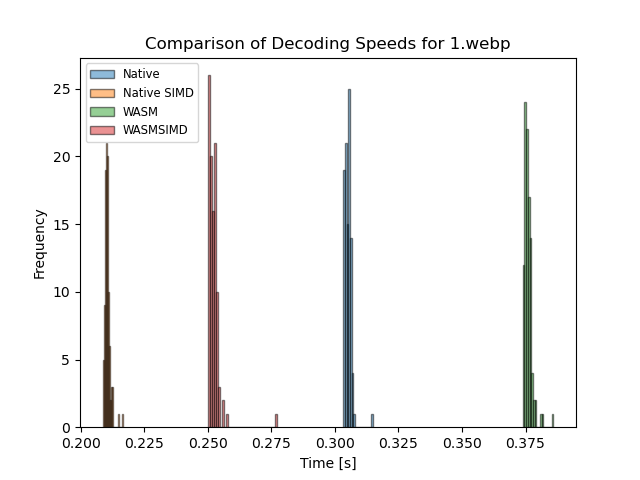 Comparison of Decoding Speeds for 1.webp
Native
Native SIMD
WASM
WASMSIMD
25
20
15
10
5
0
Frequency
0.200 0.225 0.250 0.275 0.300 0.325 0.350 0.375
Time [s]